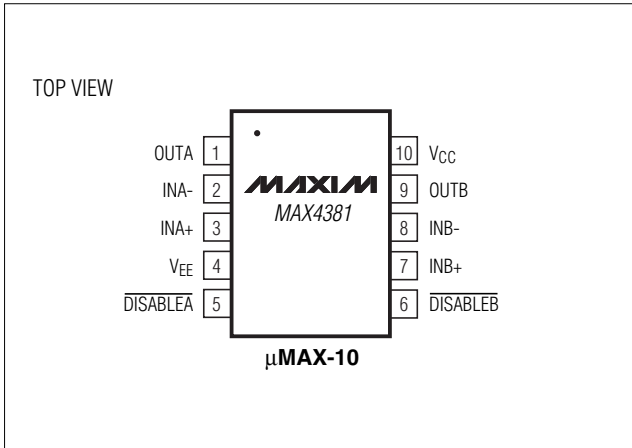 TOP VIEW
OUTA 1
INA- 2
INA+ 3
VEE 4
DISABLEA 5
MAXIM
MAX4381
10 VCC
9 OUTB
8 INB-
7 INB+
6 DISABLEB
µMAX-10